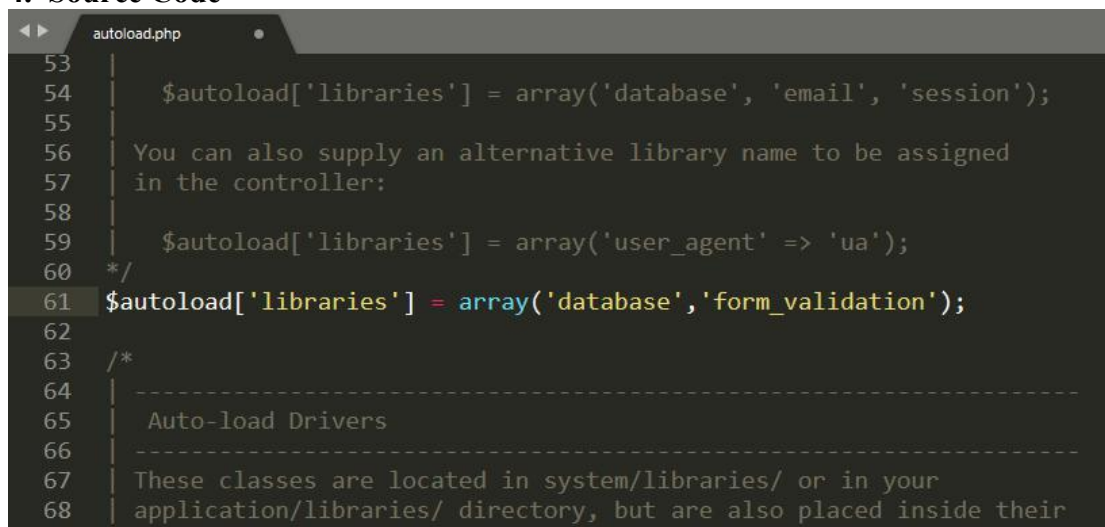 4. Source Code
autoload.php
53 |
54 | $autoload['libraries'] = array('database', 'email', 'session');
55 |
56 | You can also supply an alternative library name to be assigned
57 | in the controller:
58 |
59 | $autoload['libraries'] = array('user_agent' => 'ua');
60 */
61 $autoload['libraries'] = array('database','form_validation');
62
63 /*
64 | -------------------------------------------------------------------
65 | Auto-load Drivers
66 | -------------------------------------------------------------------
67 | These classes are located in system/libraries/ or in your
68 | application/libraries/ directory, but are also placed inside their